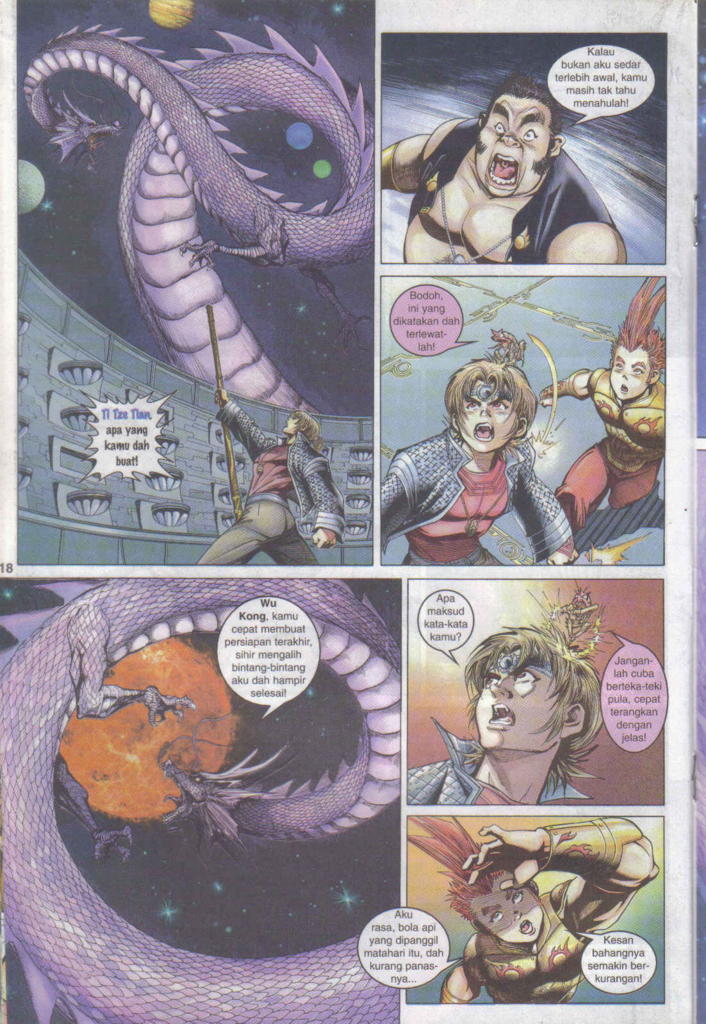 Ti Tze Tian,
apa yang
kamu dah
buat!
Kalau
bukan aku sedar
terlebih awal, kamu
masih tak tahu
menahulah!
Bodoh,
ini yang
dikatakan dah
terlewat-
lah!
18
Wu
Kong, kamu
cepat membuat
persiapan terakhir,
sihir mengalih
bintang-bintang
aku dah hampir
selesai!
Apa
maksud
kata-kata
kamu?
Jangan-
lah cuba
berteka-teki
pula, cepat
terangkan
dengan
jelas!
Aku
rasa, bola api
yang dipanggil
matahari itu, dah
kurang panas-
nya...
Kesan
bahangnya
semakin ber-
kurangan!